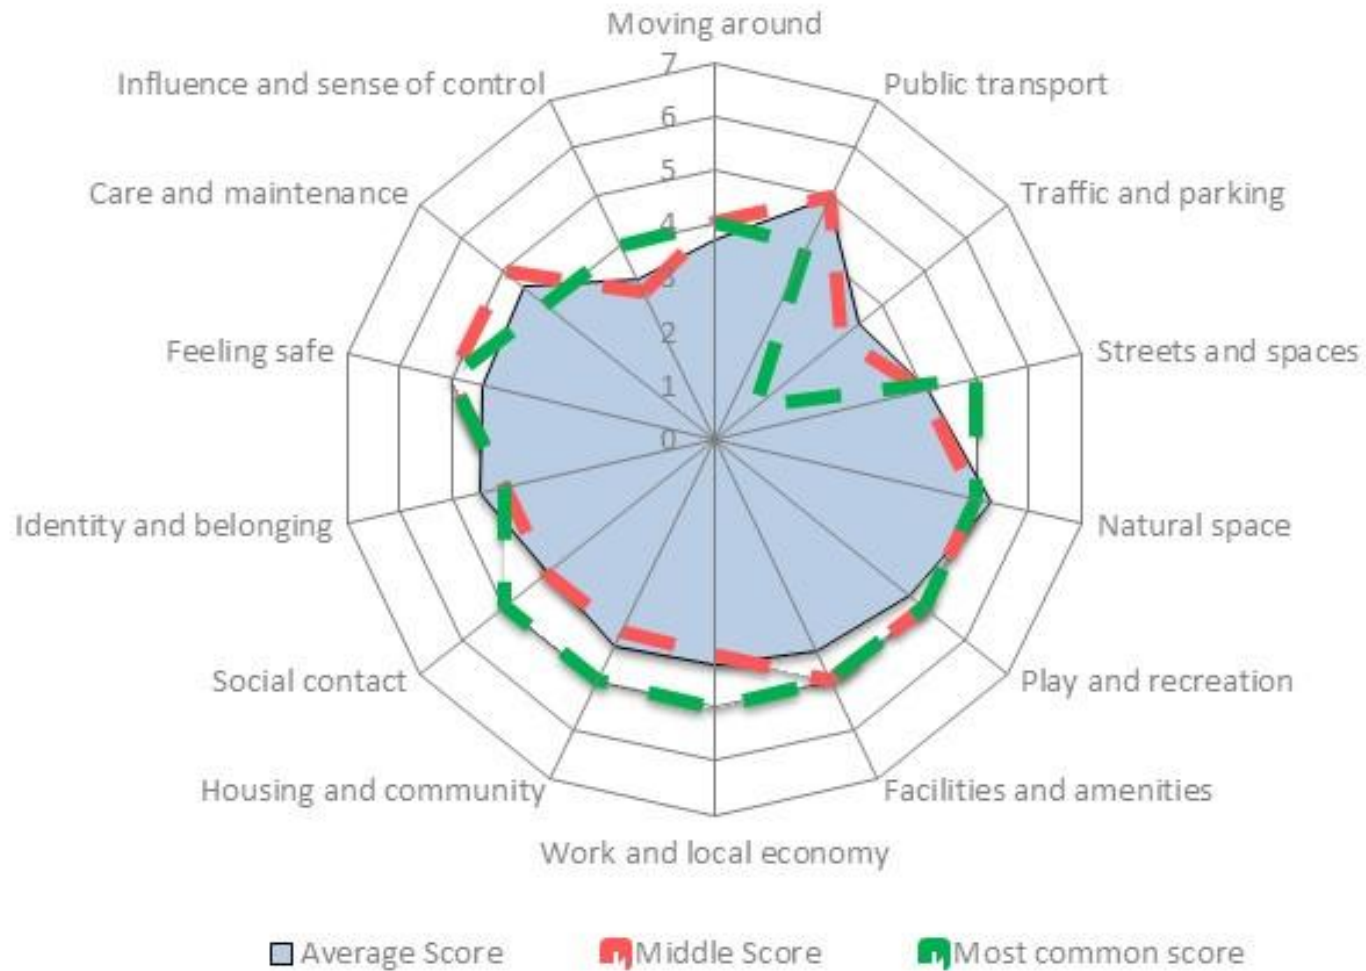 Moving around
Influence and sense of control
Public transport
Care and maintenance
Traffic and parking
Feeling safe
Streets and spaces
Identity and belonging
Natural space
Social contact
Play and recreation
Housing and community
Facilities and amenities
Work and local economy
7
6
5
4
3
2
1
0
Average Score
Middle Score
Most common score